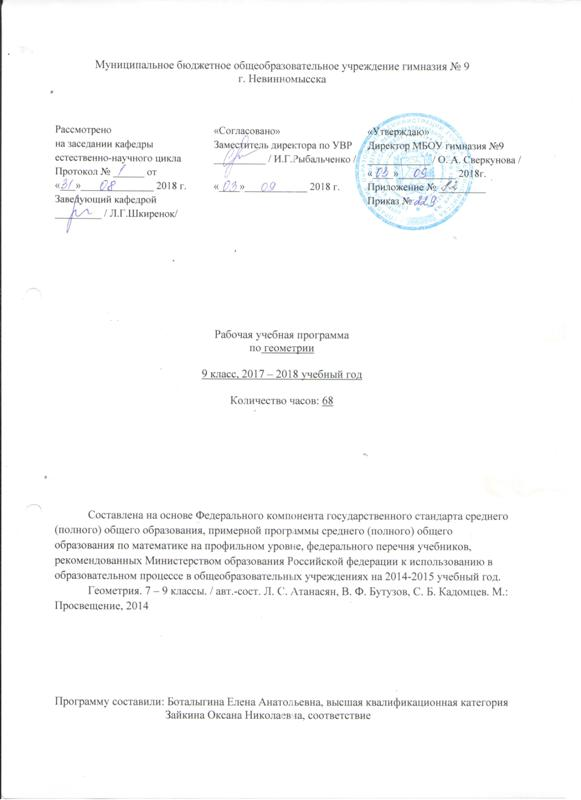 Муниципальное бюджетное общеобразовательное учреждение гимназия № 9
г. Невинномысска
Рассмотрено
на заседании кафедры
естественно-научного цикла
Протокол № 1 от
«31» 08 2018 г.
Заведующий кафедрой
/ Л.Г.Шкиренок/
«Согласовано»
Заместитель директора по УВР
/ И.Г.Рыбальченко /
«03» 09 2018 г.
«Утверждаю»
Директор МБОУ гимназия №9
/ О. А. Сверкунова /
«03» 09 2018г.
Приложение № 12
Приказ № 229
Рабочая учебная программа
по геометрии
9 класс, 2017 – 2018 учебный год
Количество часов: 68
Составлена на основе Федерального компонента государственного стандарта среднего
(полного) общего образования, примерной программы среднего (полного) общего
образования по математике на профильном уровне, федерального перечня учебников,
рекомендованных Министерством образования Российской федерации к использованию в
образовательном процессе в общеобразовательных учреждениях на 2014-2015 учебный год.
Геометрия. 7 – 9 классы. / авт.-сост. Л. С. Атанасян, В. Ф. Бутузов, С. Б. Кадомцев. М.:
Просвещение, 2014
Программу составили: Боталыгина Елена Анатольевна, высшая квалификационная категория
Зайкина Оксана Николаевна, соответствие